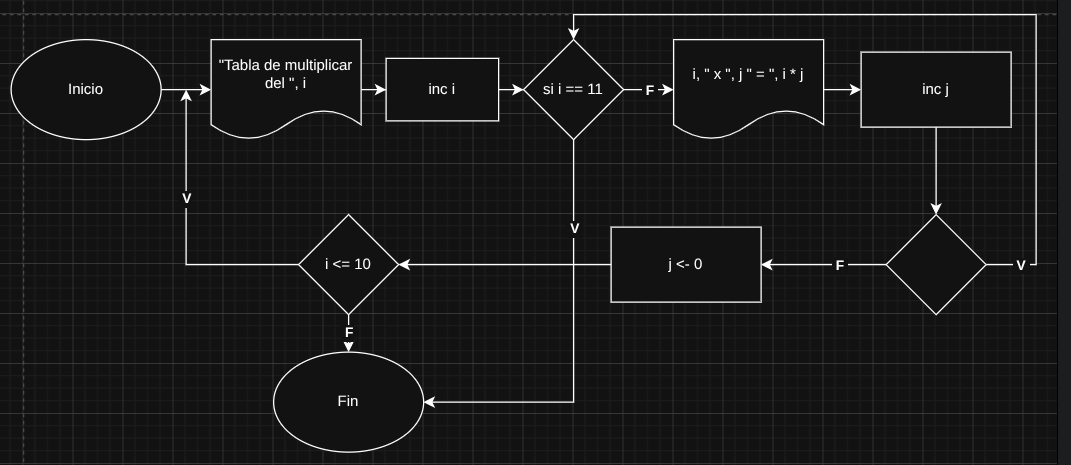 Inicio
"Tabla de multiplicar
del ", i
inc i
si i == 11
F
i, " x ", j " = ", i * j
inc j
V
V
i <= 10
j <- 0
F
V
F
Fin